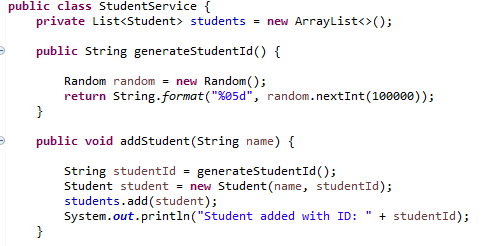 public class StudentService {
    private List<Student> students = new ArrayList<>();

    public String generateStudentId() {

        Random random = new Random();
        return String.format("%05d", random.nextInt(100000));
    }

    public void addStudent(String name) {

        String studentId = generateStudentId();
        Student student = new Student(name, studentId);
        students.add(student);
        System.out.println("Student added with ID: " + studentId);
    }